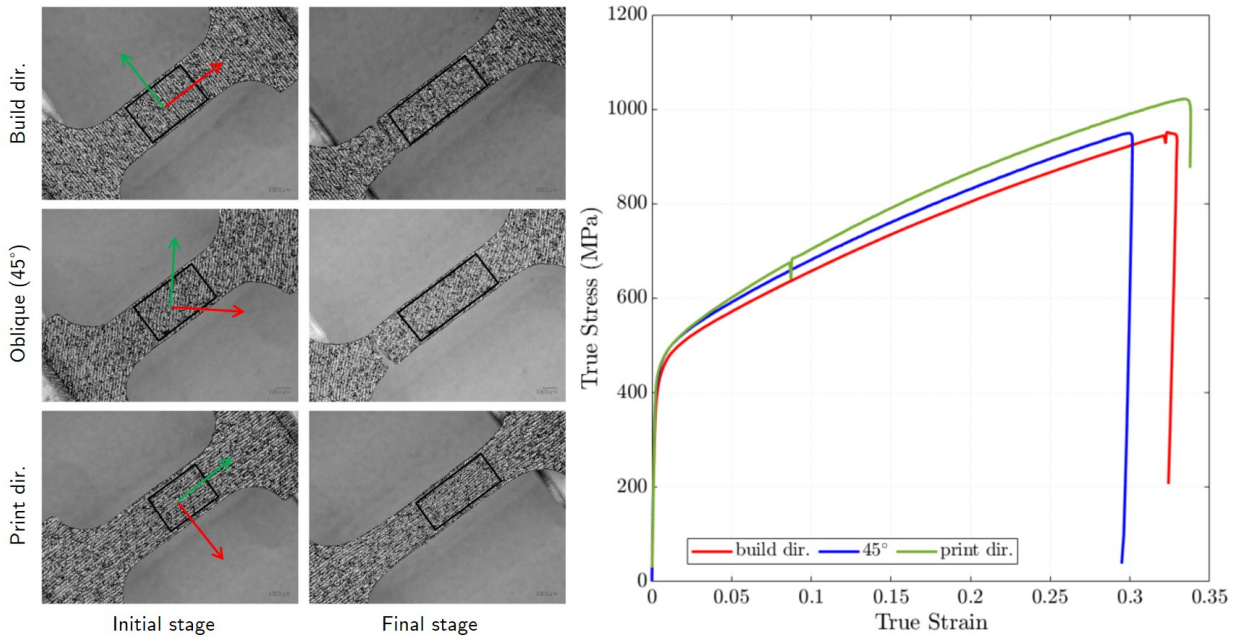 Build dir.
Oblique (45°)
Print dir.
Initial stage
Final stage
1200
1000
800
600
400
200
0
True Stress (MPa)
0
0.05
0.1
0.15
0.2
0.25
0.3
0.35
True Strain
build dir.
45°
print dir.